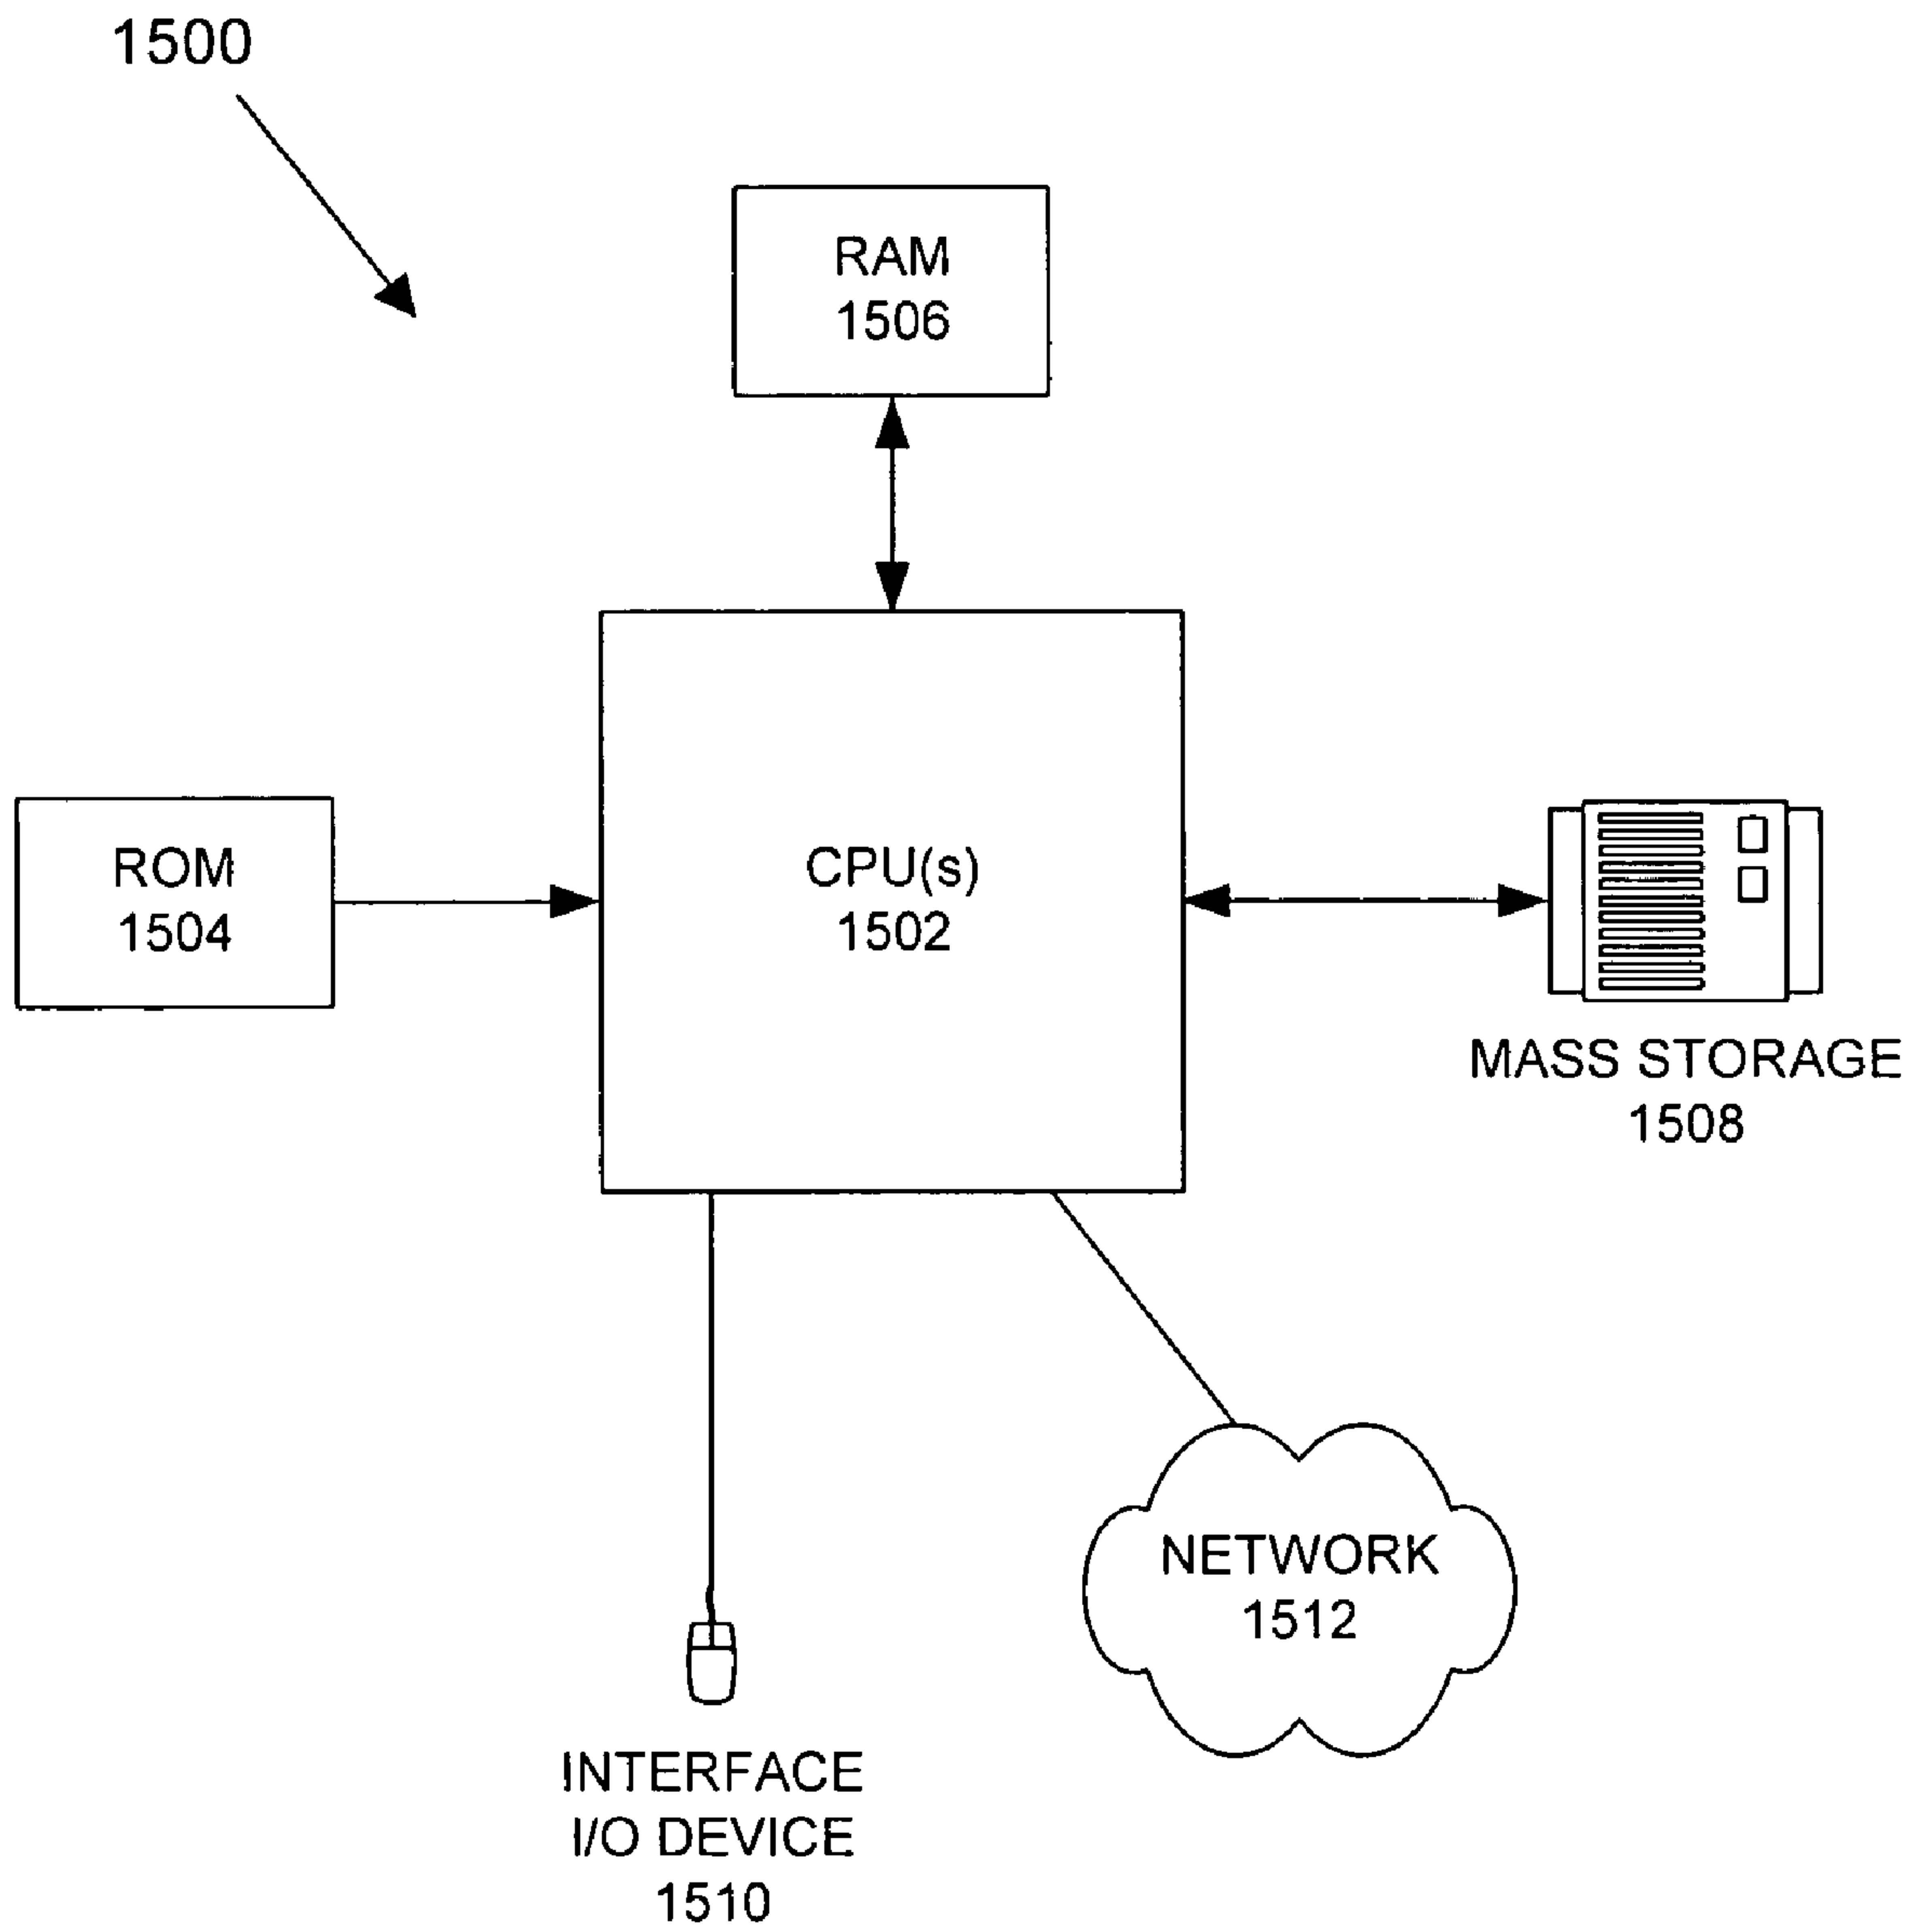 1500
RAM
1506
ROM
1504
CPU(s)
1502
MASS STORAGE
1508
NETWORK
1512
INTERFACE
I/O DEVICE
1510